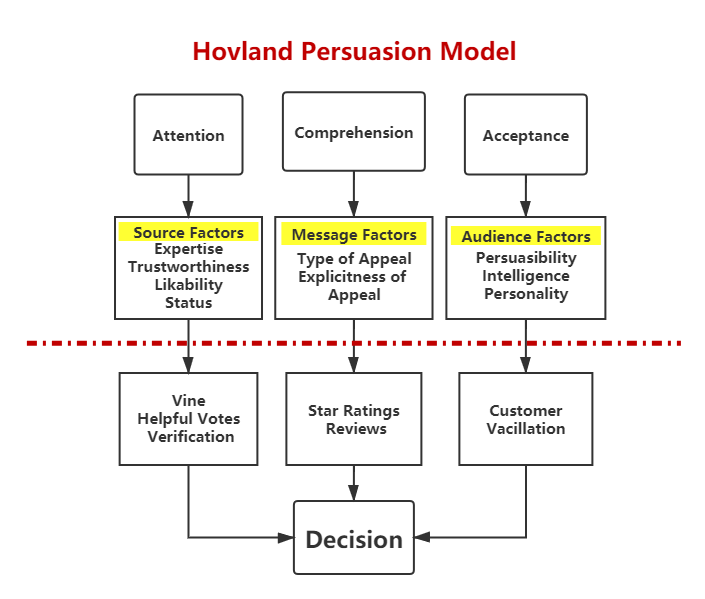 Hovland Persuasion Model
Attention
Comprehension
Acceptance
Source Factors
Expertise
Trustworthiness
Likability
Status
Message Factors
Type of Appeal
Explicitness of
Appeal
Audience Factors
Persuasibility
Intelligence
Personality
Vine
Helpful Votes
Verification
Star Ratings
Reviews
Customer
Vacillation
Decision